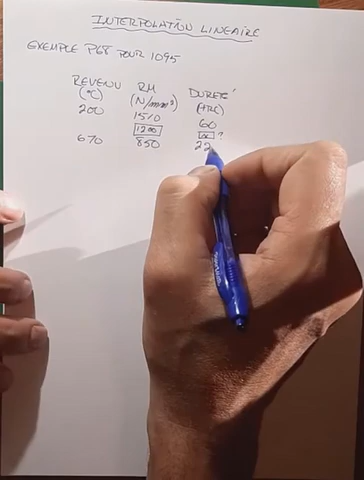 INTERPOLATION LINEAIRE
EXEMPLE P68 POUR 1095
REVENU RM DURETÉ
(°C) (N/mm²) (HRC)
200 1510 60
1200 ?
670 850 22